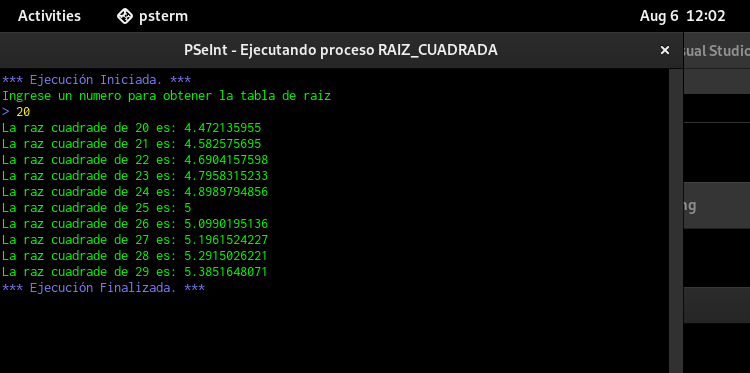 Activities psterm Aug 6 12:02
PSeInt - Ejecutando proceso RAIZ_CUADRADA ×
*** Ejecución Iniciada. ***
Ingrese un numero para obtener la tabla de raiz
> 20
La raz cuadrade de 20 es: 4.472135955
La raz cuadrade de 21 es: 4.582575695
La raz cuadrade de 22 es: 4.6904157598
La raz cuadrade de 23 es: 4.7958315233
La raz cuadrade de 24 es: 4.8989794856
La raz cuadrade de 25 es: 5
La raz cuadrade de 26 es: 5.0990195136
La raz cuadrade de 27 es: 5.1961524227
La raz cuadrade de 28 es: 5.2915026221
La raz cuadrade de 29 es: 5.3851648071
*** Ejecución Finalizada. ***
sual Studio
ng